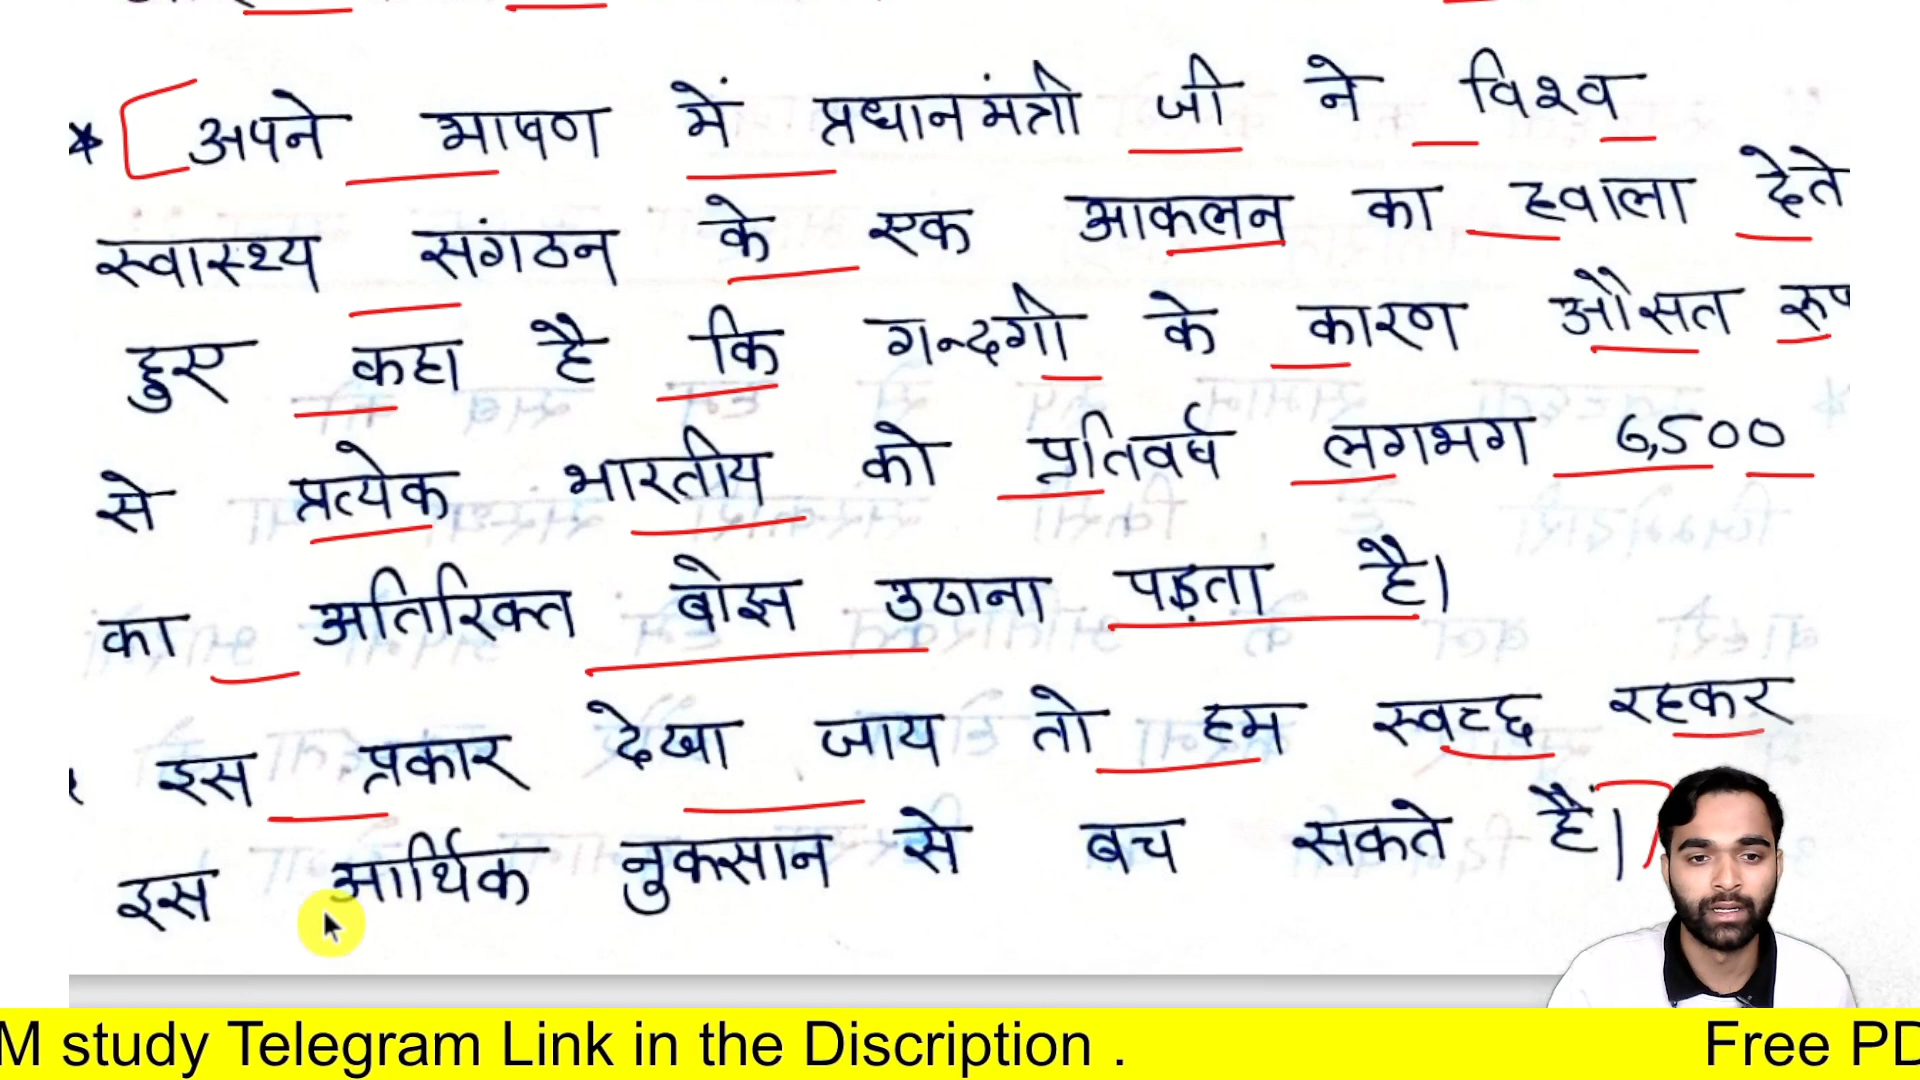 * अपने भाषण में प्रधानमंत्री जी ने विश्व
स्वास्थ्य संगठन के एक आकलन का हवाला देते
हुए कहा है कि गन्दगी के कारण औसत रूप
से प्रत्येक भारतीय को प्रतिवर्ष लगभग 6,500
का अतिरिक्त बोझ उठाना पड़ता है।
इस प्रकार देखा जाय तो हम स्वच्छ रहकर
इस आर्थिक नुकसान से बच सकते है।
M study Telegram Link in the Discription . Free PD